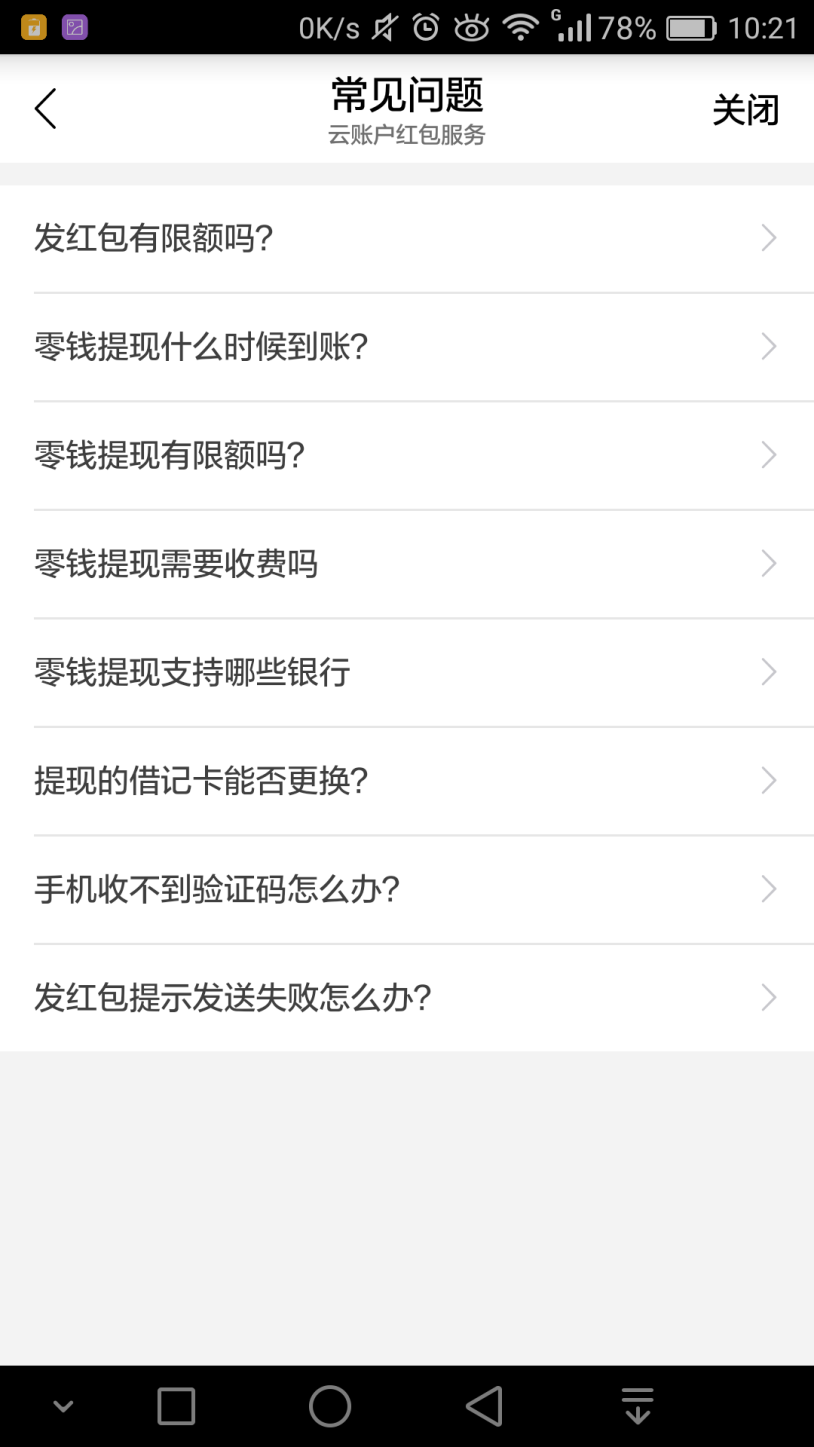 0K/s G 78% 10:21
常见问题
云账户红包服务
关闭
发红包有限额吗?
零钱提现什么时候到账?
零钱提现有限额吗?
零钱提现需要收费吗
零钱提现支持哪些银行
提现的借记卡能否更换?
手机收不到验证码怎么办?
发红包提示发送失败怎么办?